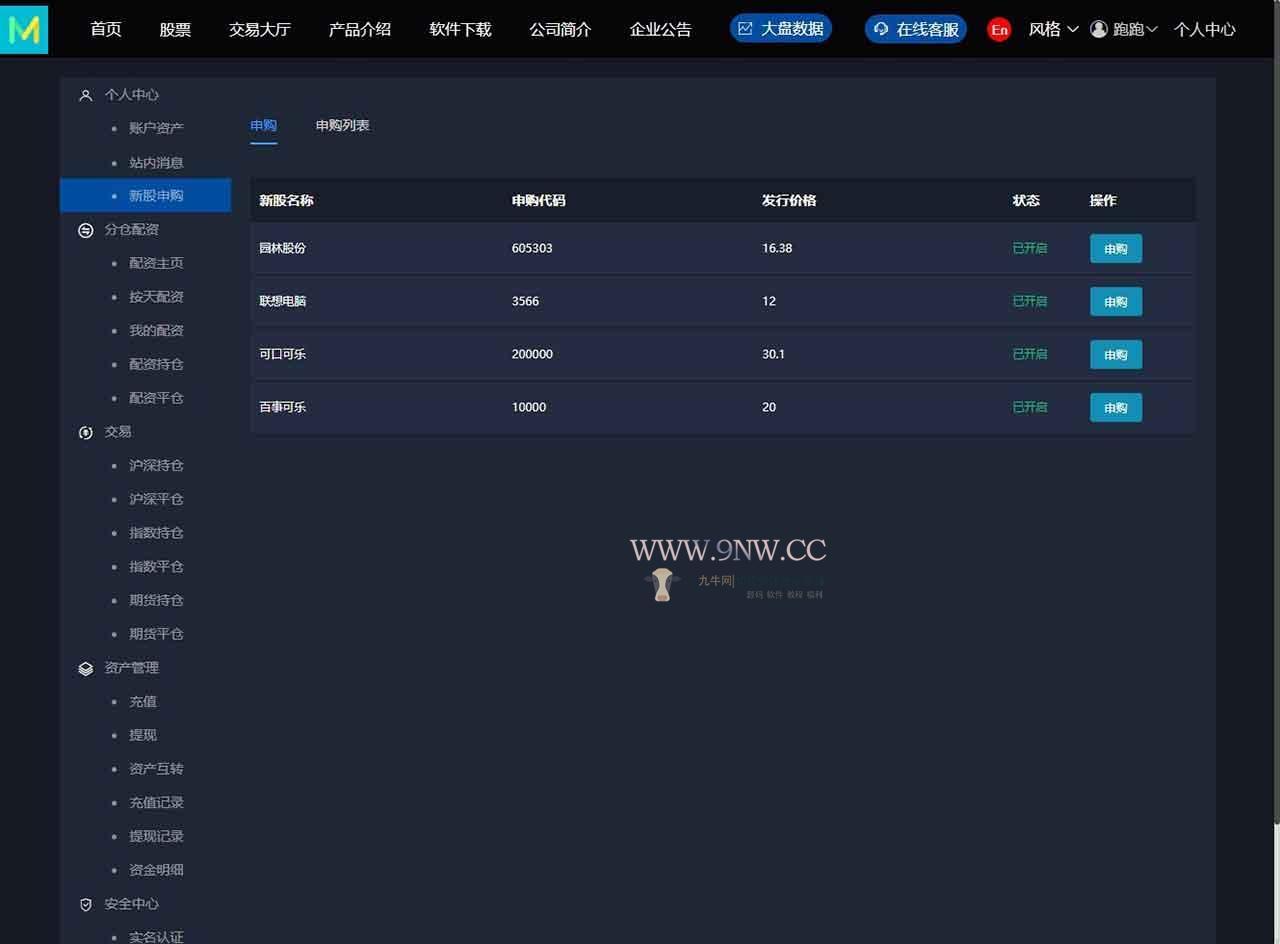 首页 股票 交易大厅 产品介绍 软件下载 公司简介 企业公告 大盘数据 在线客服 En 风格 跑跑 个人中心
个人中心
账户资产
站内消息
新股申购
分仓配资
配资主页
按天配资
我的配资
配资持仓
配资平仓
交易
沪深持仓
沪深平仓
指数持仓
指数平仓
期货持仓
期货平仓
资产管理
充值
提现
资产互转
充值记录
提现记录
资金明细
安全中心
实名认证
申购 申购列表
新股名称 申购代码 发行价格 状态 操作
园林股份 605303 16.38 已开启 申购
联想电脑 3566 12 已开启 申购
可口可乐 200000 30.1 已开启 申购
百事可乐 10000 20 已开启 申购
WWW.9NW.CC
九牛网
源码 软件 教程 福利